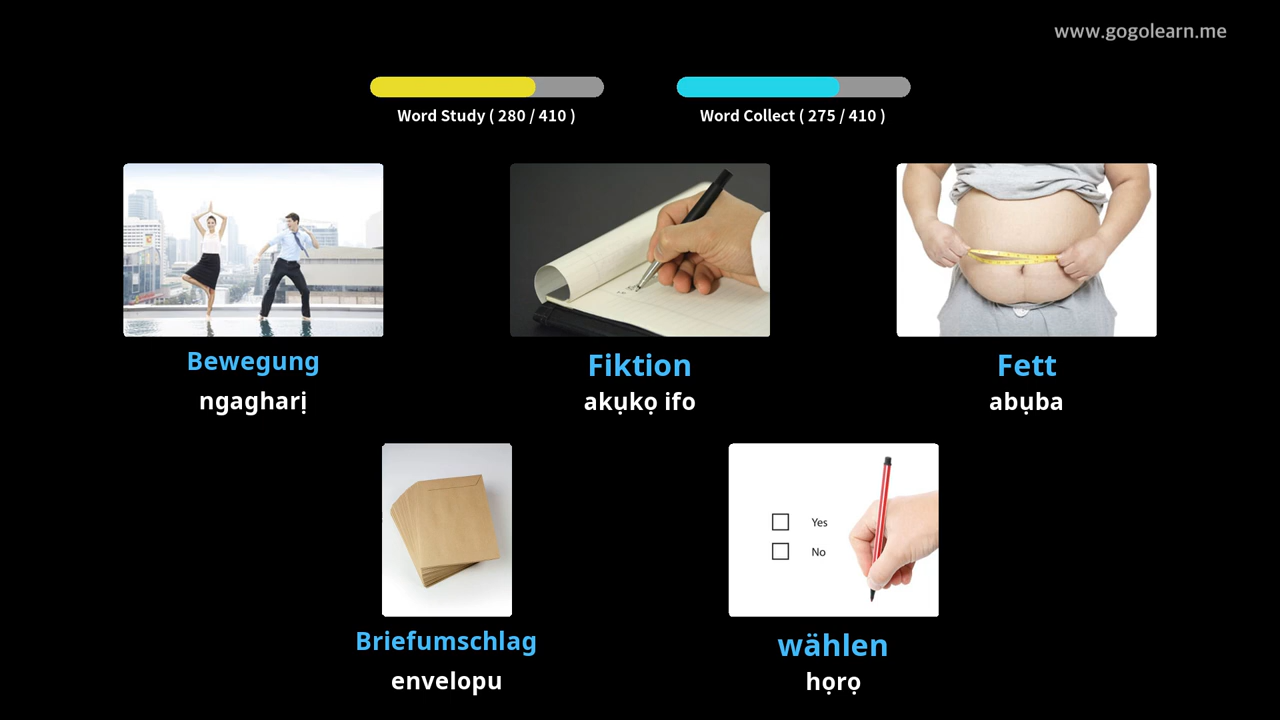 www.gogolearn.me
Word Study ( 280 / 410 )
Word Collect ( 275 / 410 )
Bewegung
ngagharị
Fiktion
akụkọ ifo
Fett
abụba
Yes
No
Briefumschlag
envelopu
wählen
họrọ